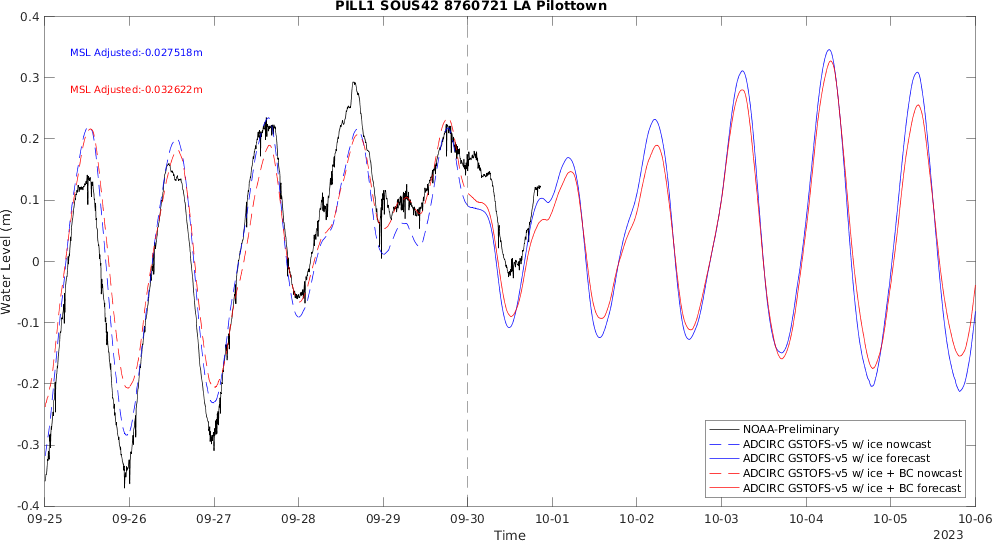 PILL1 SOUS42 8760721 LA Pilottown
MSL Adjusted:-0.027518m
MSL Adjusted:-0.032622m
0.4
0.3
0.2
0.1
0
-0.1
-0.2
-0.3
-0.4
Water Level (m)
NOAA-Preliminary
ADCIRC GSTOFS-v5 w/ ice nowcast
ADCIRC GSTOFS-v5 w/ ice forecast
ADCIRC GSTOFS-v5 w/ ice + BC nowcast
ADCIRC GSTOFS-v5 w/ ice + BC forecast
09-25 09-26 09-27 09-28 09-29 09-30 10-01 10-02 10-03 10-04 10-05 10-06
Time
2023